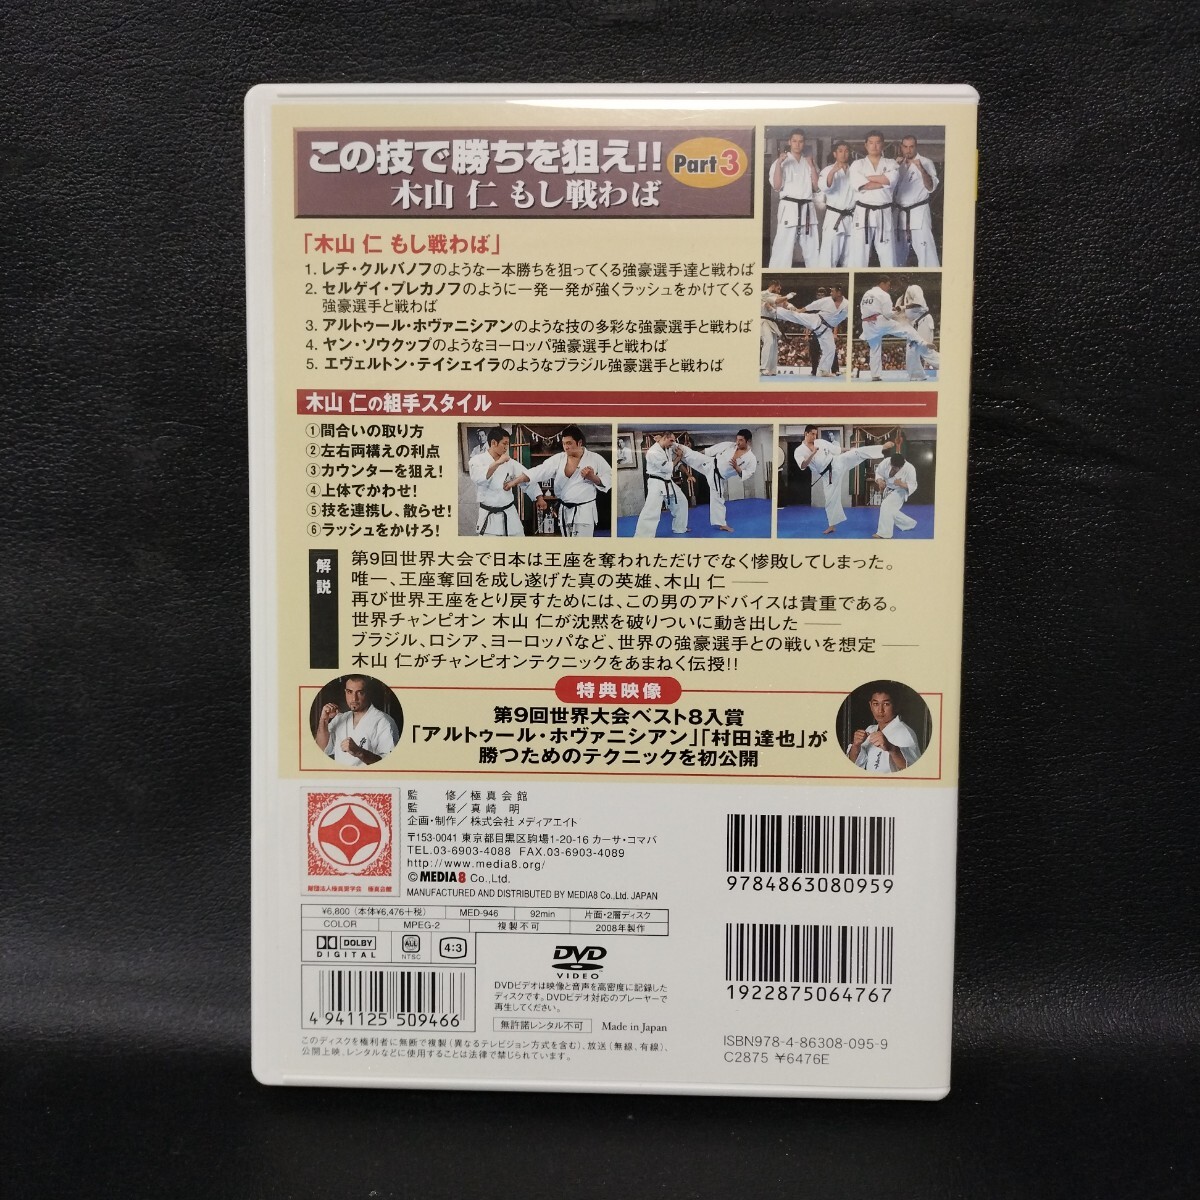 この技で勝ちを狙え!! Part 3
木山 仁 もし戦わば
「木山 仁 もし戦わば」
1. レチ・クルバノフのような一本勝ちを狙ってくる強豪選手達と戦わば
2. セルゲイ・プレカノフのように一発一発が強くラッシュをかけてくる
強豪選手と戦わば
3. アルトゥール・ホヴァニシアンのような技の多彩な強豪選手と戦わば
4. ヤン・ソウクップのようなヨーロッパ強豪選手と戦わば
5. エヴェルトン・テイシェイラのようなブラジル強豪選手と戦わば
木山 仁の組手スタイル
①間合いの取り方
②左右両構えの利点
③カウンターを狙え!
④上体でかわせ!
⑤技を連携し、散らせ!
⑥ラッシュをかけろ!
解説
第9回世界大会で日本は王座を奪われただけでなく惨敗してしまった。
唯一、王座奪回を成し遂げた真の英雄、木山 仁 ――
再び世界王座をとり戻すためには、この男のアドバイスは貴重である。
世界チャンピオン 木山 仁が沈黙を破りついに動き出した ――
ブラジル、ロシア、ヨーロッパなど、世界の強豪選手との戦いを想定 ――
木山 仁がチャンピオンテクニックをあまねく伝授!!
特典映像
第9回世界大会ベスト8入賞
「アルトゥール・ホヴァニシアン」「村田達也」が
勝つためのテクニックを初公開
監 修/極真会館
監 督/真崎 明
企画・制作/株式会社 メディアエイト
〒153-0041 東京都目黒区駒場1-20-16 カーサ・コマバ
TEL.03-6903-4088 FAX.03-6903-4089
http://www.media8.org/
© MEDIA8 Co.,Ltd.
MANUFACTURED AND DISTRIBUTED BY MEDIA8 Co.,Ltd. JAPAN
財団法人極真奨学会 極真会館
¥6,800 (本体¥6,476+税) MED-946 92min 片面・2層ディスク
COLOR MPEG-2 複製不可 2008年製作
DOLBY
DIGITAL
ALL
NTSC
4:3
DVD
VIDEO
DVDビデオは映像と音声を高密度に記録した
ディスクです。DVDビデオ対応のプレーヤーで
再生してください。
無許諾レンタル不可 Made in Japan
4 941125 509466
このディスクを権利者に無断で複製(異なるテレビジョン方式を含む)、放送(無線、有線)、
公開上映、レンタルなどに使用することは法律で禁じられています。
9784863080959
1922875064767
ISBN978-4-86308-095-9
C2875 ¥6476E